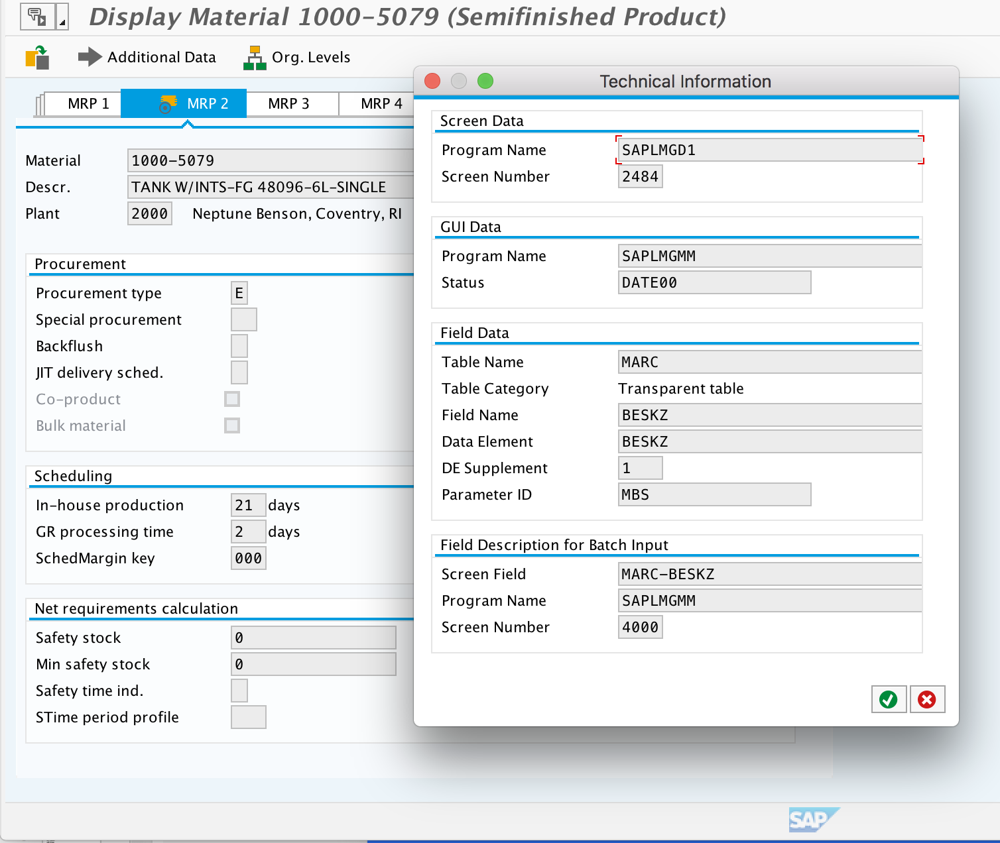 Display Material 1000-5079 (Semifinished Product)
Additional Data
Org. Levels
MRP 1
MRP 2
MRP 3
MRP 4
Material
1000-5079
Descr.
TANK W/INTS-FG 48096-6L-SINGLE
Plant
2000
Neptune Benson, Coventry, RI
Procurement
Procurement type
E
Special procurement
Backflush
JIT delivery sched.
Co-product
Bulk material
Scheduling
In-house production
21
days
GR processing time
2
days
SchedMargin key
000
Net requirements calculation
Safety stock
0
Min safety stock
0
Safety time ind.
STime period profile
Technical Information
Screen Data
Program Name
SAPLMGD1
Screen Number
2484
GUI Data
Program Name
SAPLMGMM
Status
DATE00
Field Data
Table Name
MARC
Table Category
Transparent table
Field Name
BESKZ
Data Element
BESKZ
DE Supplement
1
Parameter ID
MBS
Field Description for Batch Input
Screen Field
MARC-BESKZ
Program Name
SAPLMGMM
Screen Number
4000
SAP